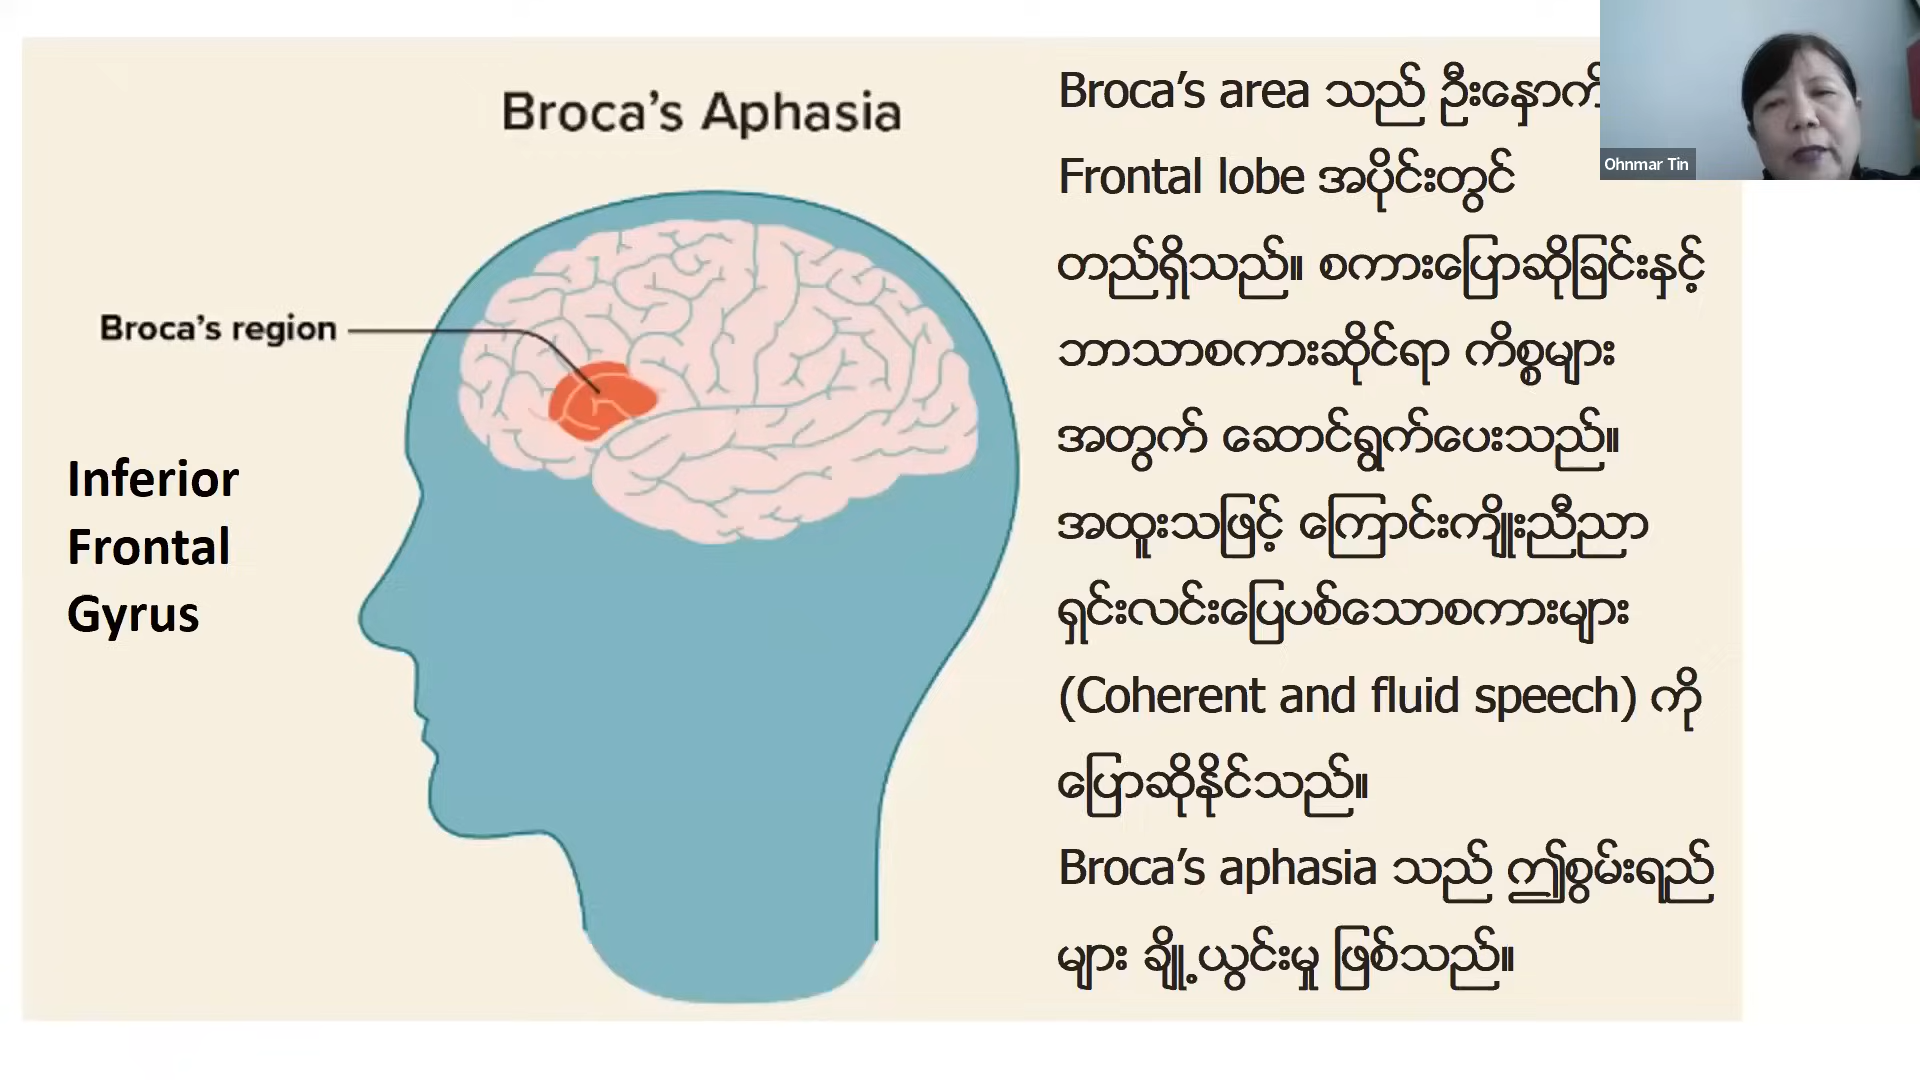 Broca's Aphasia
Broca's region
Inferior
Frontal
Gyrus
Broca's area သည် ဦးနှောက်
Frontal lobe အပိုင်းတွင်
တည်ရှိသည်။ စကားပြောဆိုခြင်းနှင့်
ဘာသာစကားဆိုင်ရာ ကိစ္စများ
အတွက် ဆောင်ရွက်ပေးသည်။
အထူးသဖြင့် ကြောင်းကျိုးညီညာ
ရှင်းလင်းပြေပြစ်သောစကားများ
(Coherent and fluid speech) ကို
ပြောဆိုနိုင်သည်။
Broca's aphasia သည် ဤစွမ်းရည်
များ ချို့ယွင်းမှု ဖြစ်သည်။
Ohnmar Tin